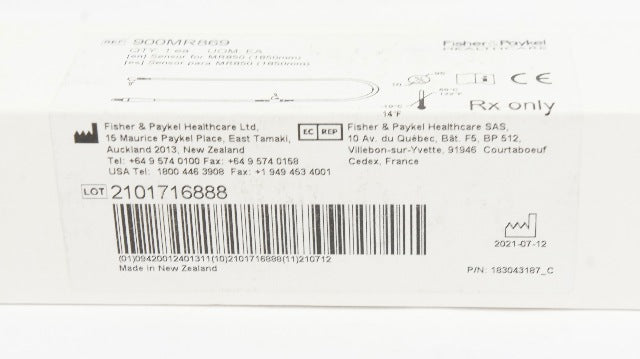 REF 900MR869
QTY: 1 ea UOM: EA
[en] Sensor for MR850 (1850mm)
[es] Sensor para MR850 (1850mm)
Fisher & Paykel
HEALTHCARE
CE
14°F
Rx only
Fisher & Paykel Healthcare Ltd,
15 Maurice Paykel Place, East Tamaki,
Auckland 2013, New Zealand
Tel: +64 9 574 0100 Fax: +64 9 574 0158
USA Tel: 1800 446 3908 Fax: +1 949 453 4001
EC REP
Fisher & Paykel Healthcare SAS,
10 Av. du Québec, Bât. F5, BP 512,
Villebon-sur-Yvette, 91946 Courtaboeuf
Cedex, France
LOT 2101716888
(01)09420012401311(10)2101716888(11)210712
Made in New Zealand
2021-07-12
P/N: 183043187_C